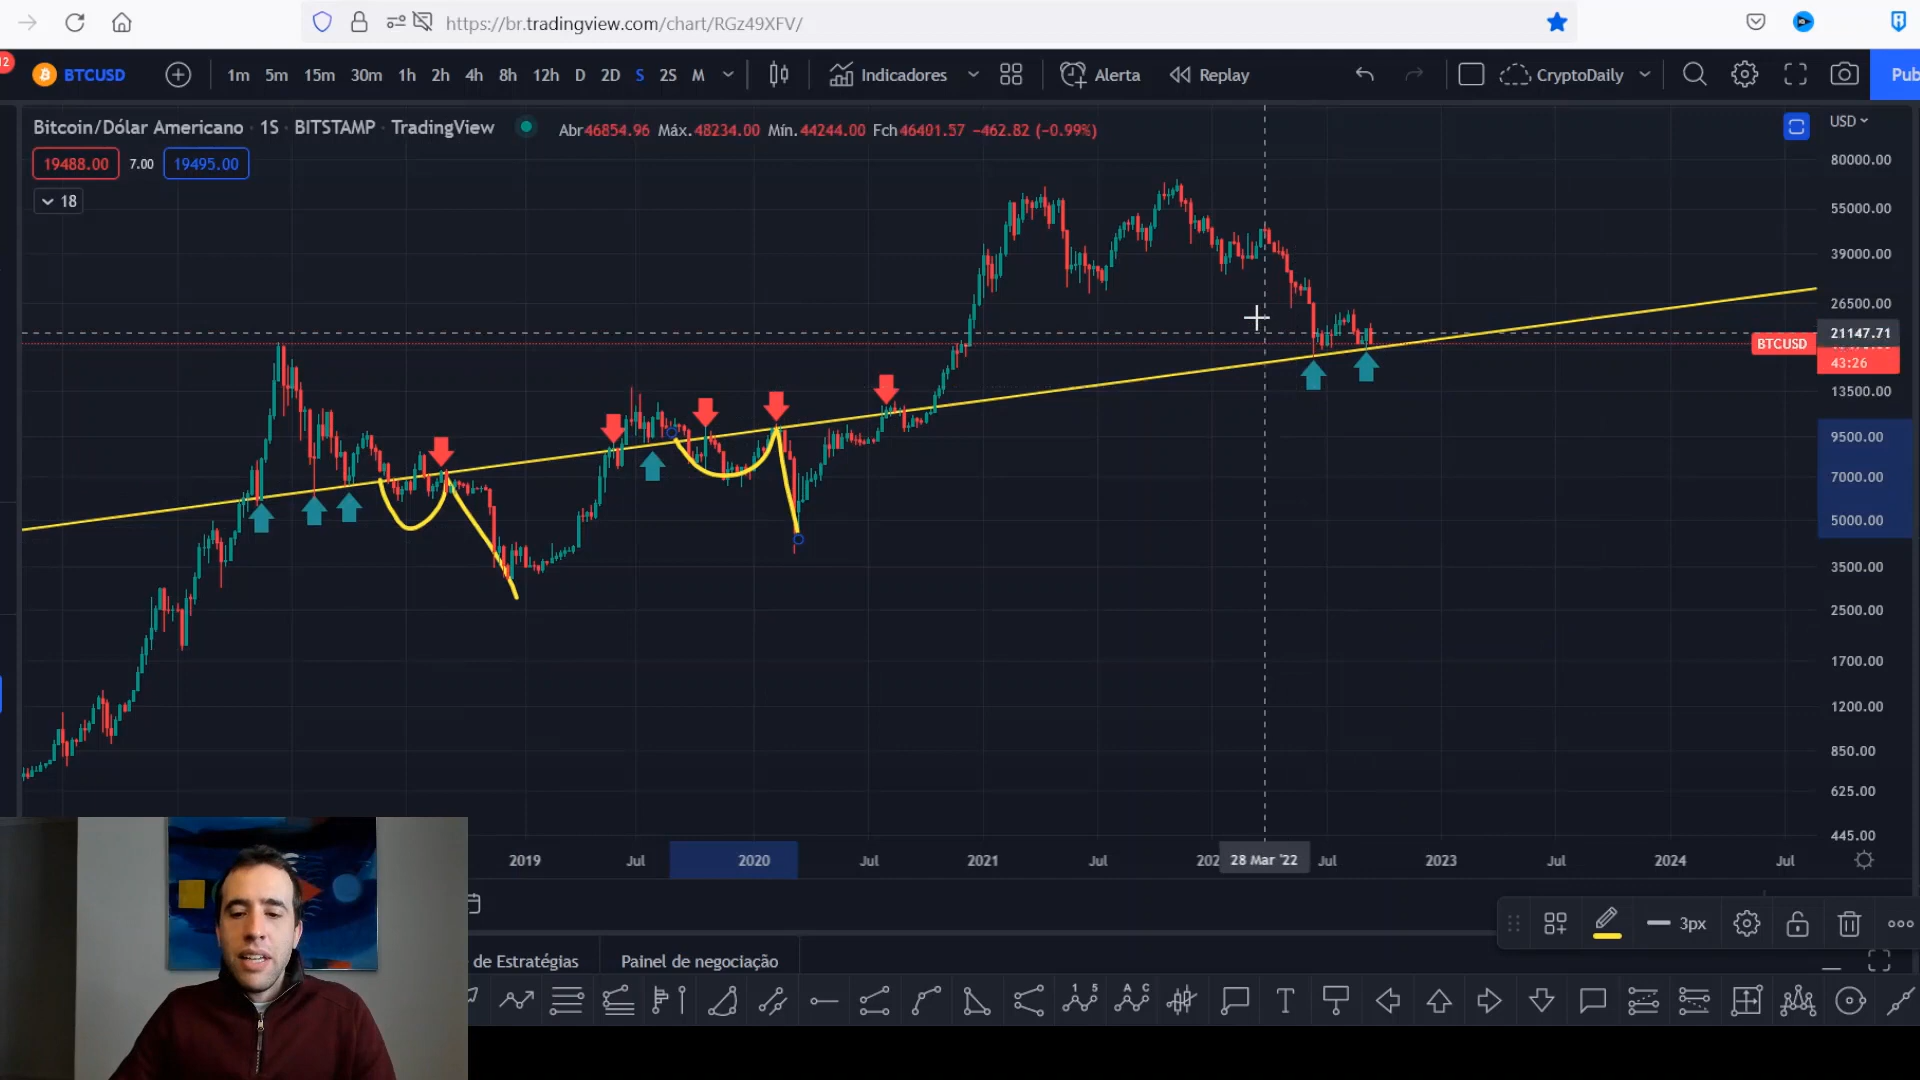 https://br.tradingview.com/chart/RGz49XFV/
12
BTCUSD 1m 5m 15m 30m 1h 2h 4h 8h 12h D 2D S 2S M Indicadores Alerta Replay CryptoDaily Pub
Bitcoin/Dólar Americano · 1S · BITSTAMP · TradingView Abr46854.96 Máx.48234.00 Mín.44244.00 Fch46401.57 −462.82 (−0.99%)
USD
19488.00 7.00 19495.00
18
80000.00
55000.00
39000.00
26500.00
21147.71
BTCUSD
43:26
13500.00
9500.00
7000.00
5000.00
3500.00
2500.00
1700.00
1200.00
850.00
625.00
445.00
2019 Jul 2020 Jul 2021 Jul 202 28 Mar '22 Jul 2023 Jul 2024 Jul
3px
de Estratégias Painel de negociação
1 5
A C
T